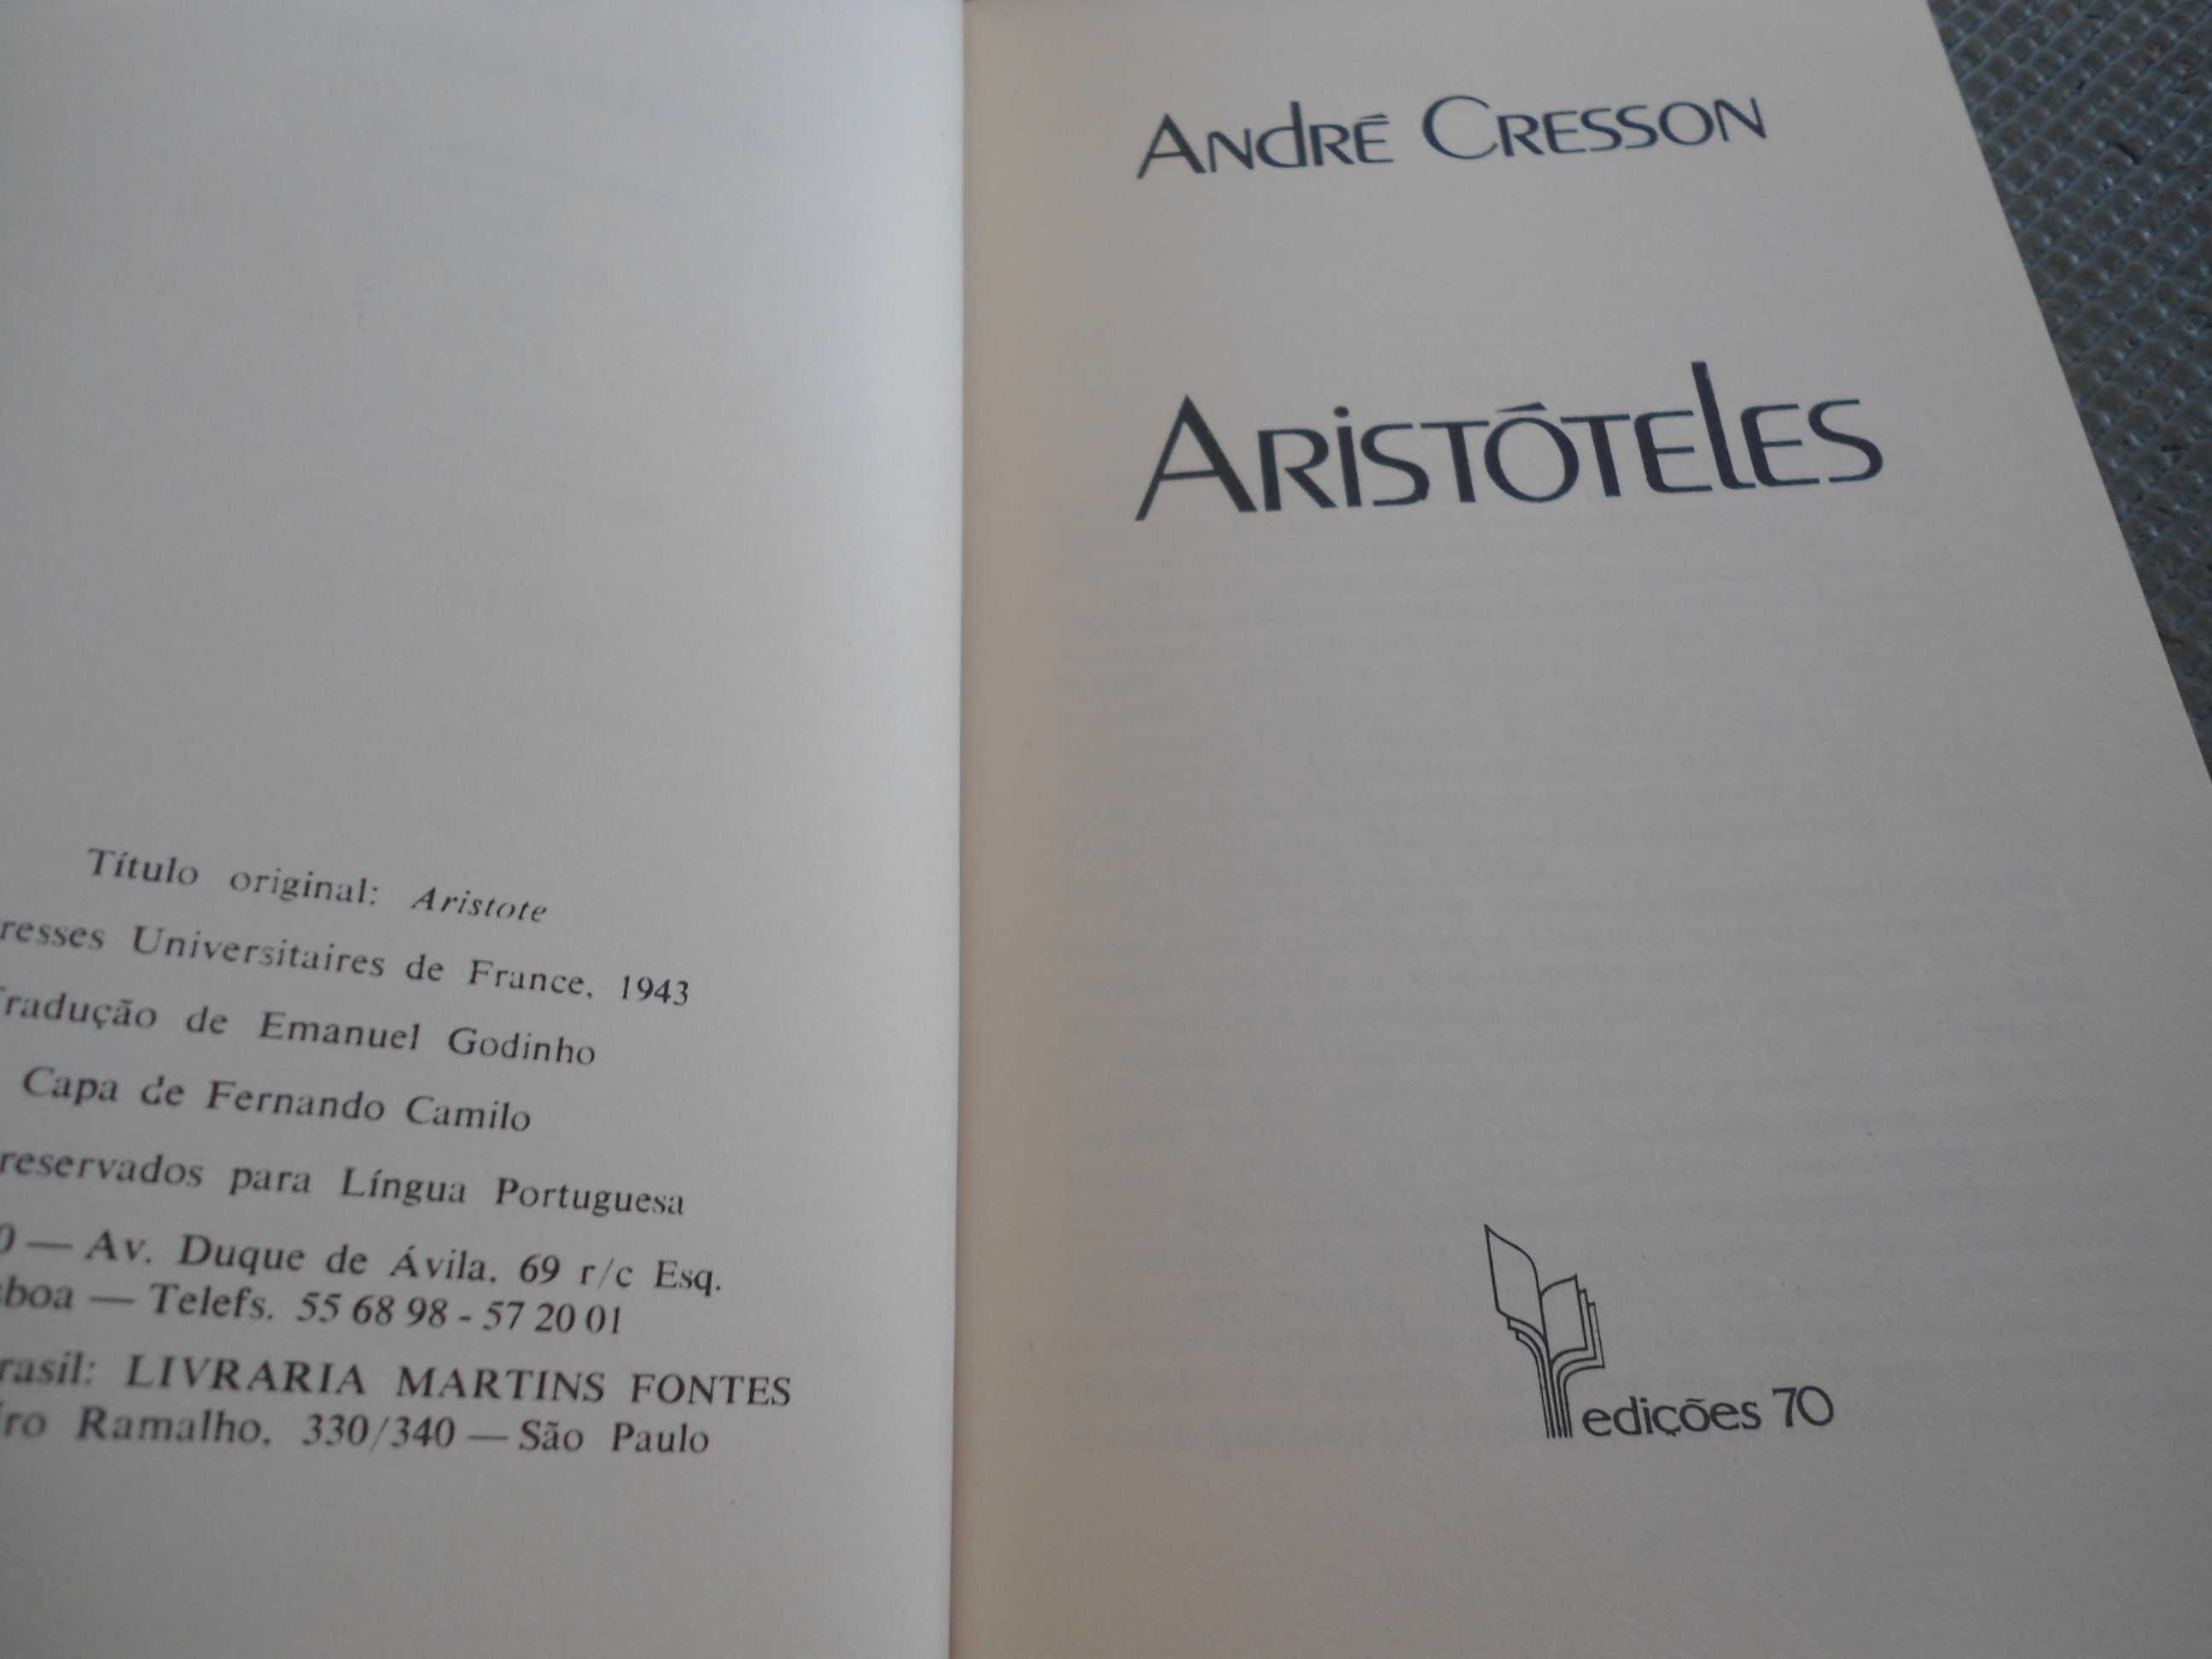 Título original: Aristote
resses Universitaires de France, 1943
radução de Emanuel Godinho
Capa de Fernando Camilo
reservados para Língua Portuguesa
0 — Av. Duque de Ávila, 69 r/c Esq.
boa — Telefs. 55 68 98 - 57 20 01
rasil: LIVRARIA MARTINS FONTES
ro Ramalho, 330/340 — São Paulo
ANDRÉ CRESSON
ARISTÓTELES
edições 70